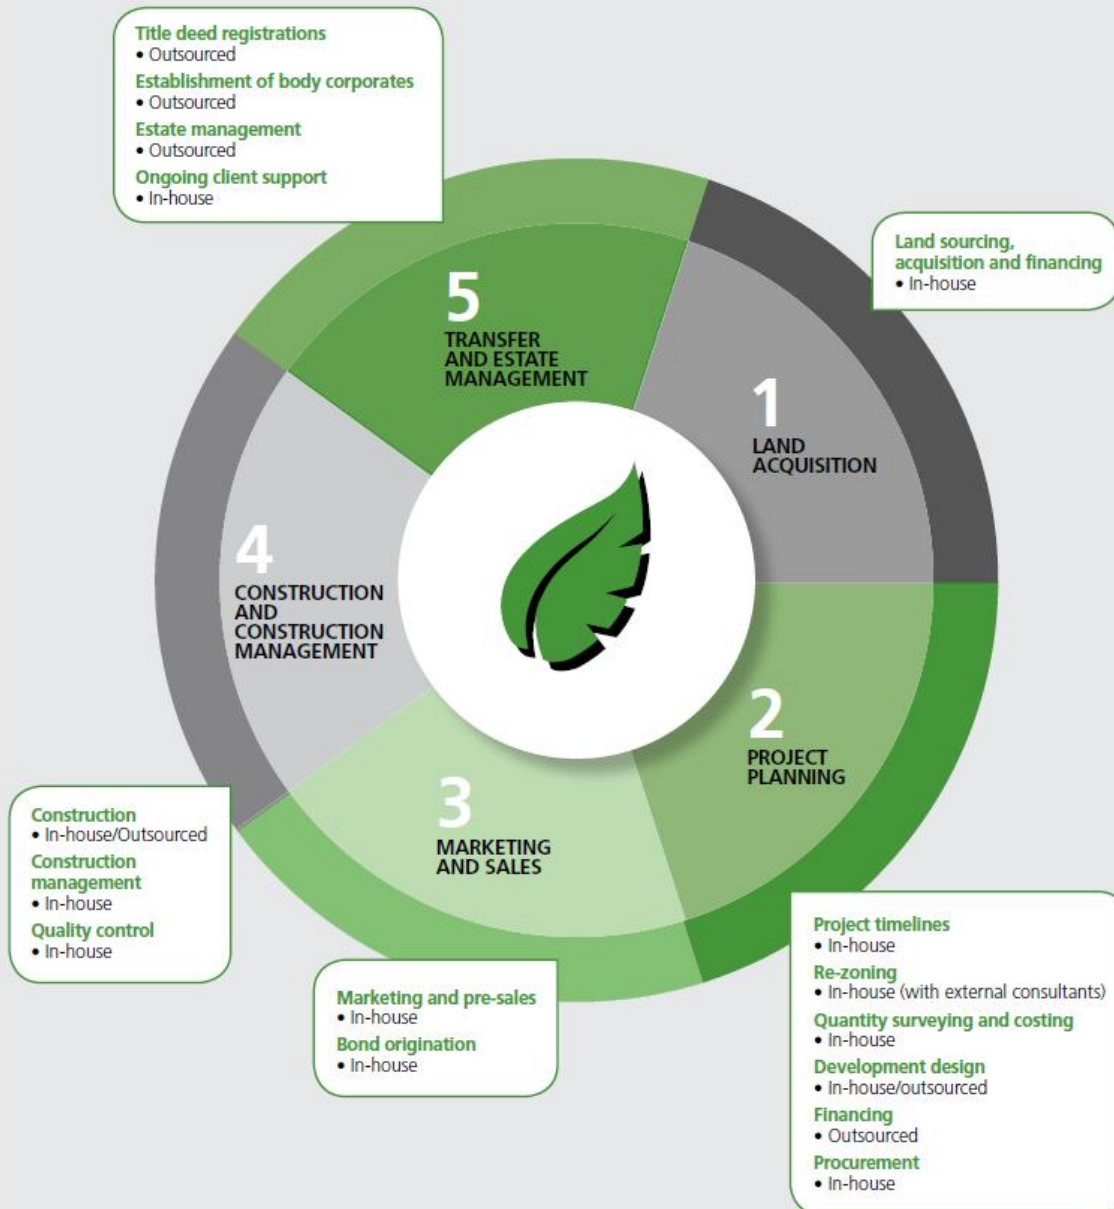 Title deed registrations
• Outsourced
Establishment of body corporates
• Outsourced
Estate management
• Outsourced
Ongoing client support
• In-house
Land sourcing,
acquisition and financing
• In-house
5
TRANSFER
AND ESTATE
MANAGEMENT
1
LAND
ACQUISITION
4
CONSTRUCTION
AND
CONSTRUCTION
MANAGEMENT
2
PROJECT
PLANNING
3
MARKETING
AND SALES
Construction
• In-house/Outsourced
Construction
management
• In-house
Quality control
• In-house
Marketing and pre-sales
• In-house
Bond origination
• In-house
Project timelines
• In-house
Re-zoning
• In-house (with external consultants)
Quantity surveying and costing
• In-house
Development design
• In-house/outsourced
Financing
• Outsourced
Procurement
• In-house